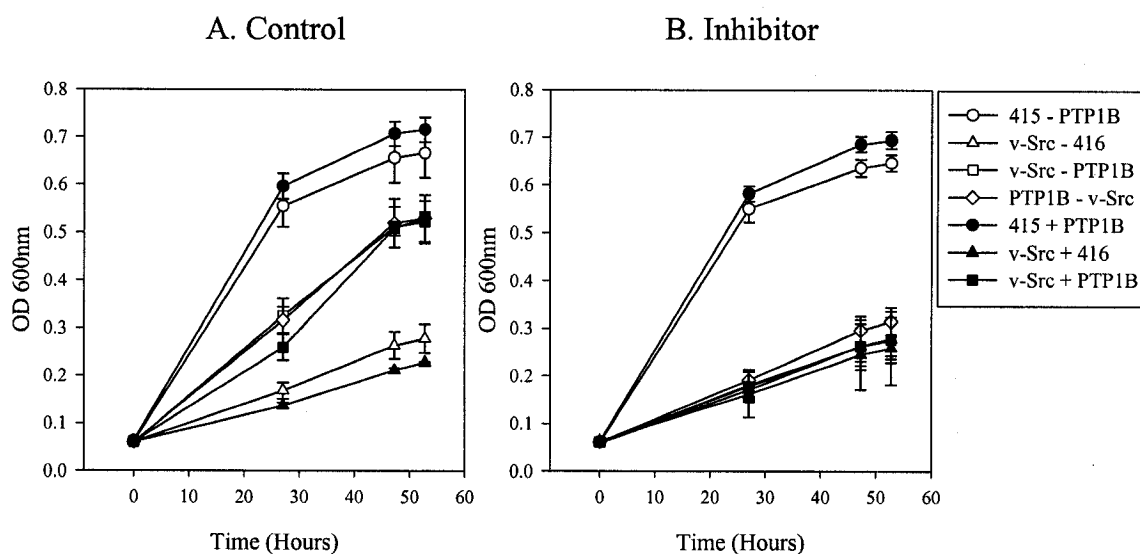 A. Control
B. Inhibitor
OD 600nm
0.8
0.7
0.6
0.5
0.4
0.3
0.2
0.1
0.0
0 10 20 30 40 50 60
Time (Hours)
OD 600nm
0.8
0.7
0.6
0.5
0.4
0.3
0.2
0.1
0.0
0 10 20 30 40 50 60
Time (Hours)
415 - PTP1B
v-Src - 416
v-Src - PTP1B
PTP1B - v-Src
415 + PTP1B
v-Src + 416
v-Src + PTP1B